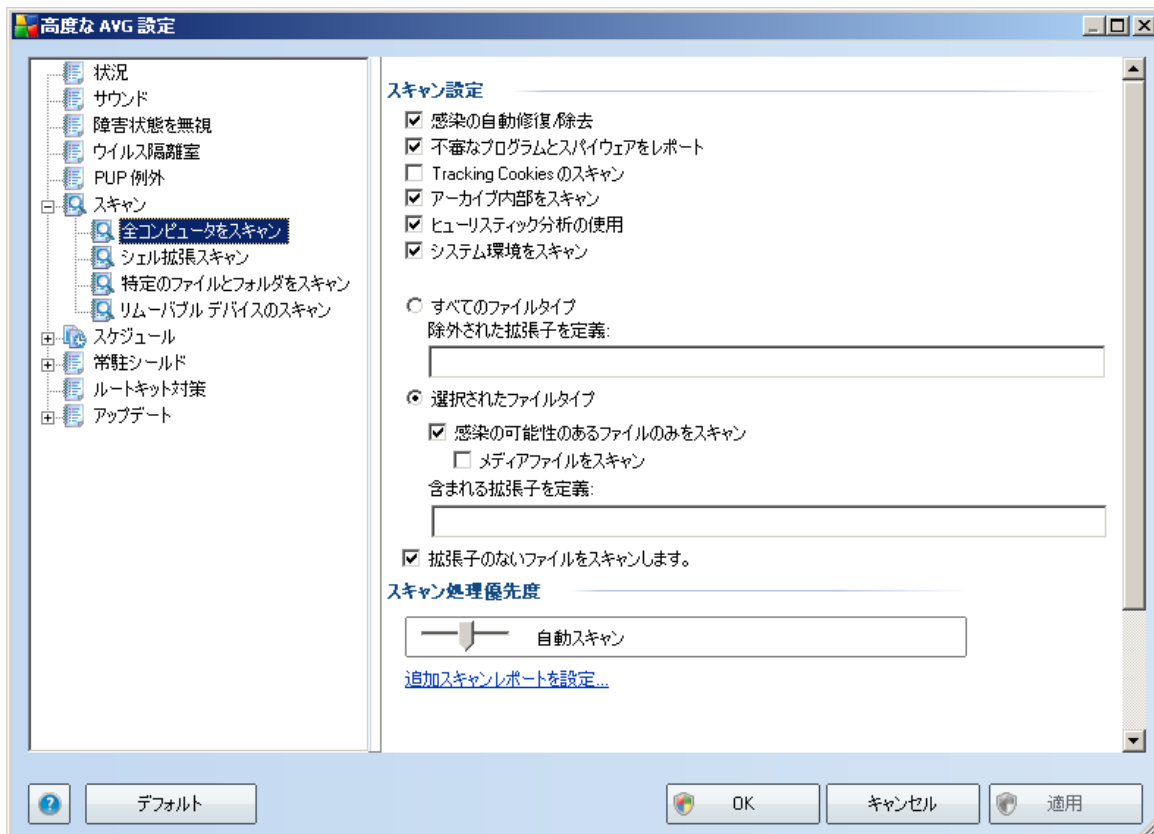 高度な AVG 設定
状況
サウンド
障害状態を無視
ウイルス隔離室
PUP 例外
スキャン
全コンピュータをスキャン
シェル拡張スキャン
特定のファイルとフォルダをスキャン
リムーバブル デバイスのスキャン
スケジュール
常駐シールド
ルートキット対策
アップデート
スキャン設定
感染の自動修復/除去
不審なプログラムとスパイウェアをレポート
Tracking Cookies のスキャン
アーカイブ内部をスキャン
ヒューリスティック分析の使用
システム環境をスキャン
すべてのファイルタイプ
除外された拡張子を定義:
選択されたファイルタイプ
感染の可能性のあるファイルのみをスキャン
メディアファイルをスキャン
含まれる拡張子を定義:
拡張子のないファイルをスキャンします。
スキャン処理優先度
自動スキャン
追加スキャンレポートを設定...
デフォルト
OK
キャンセル
適用